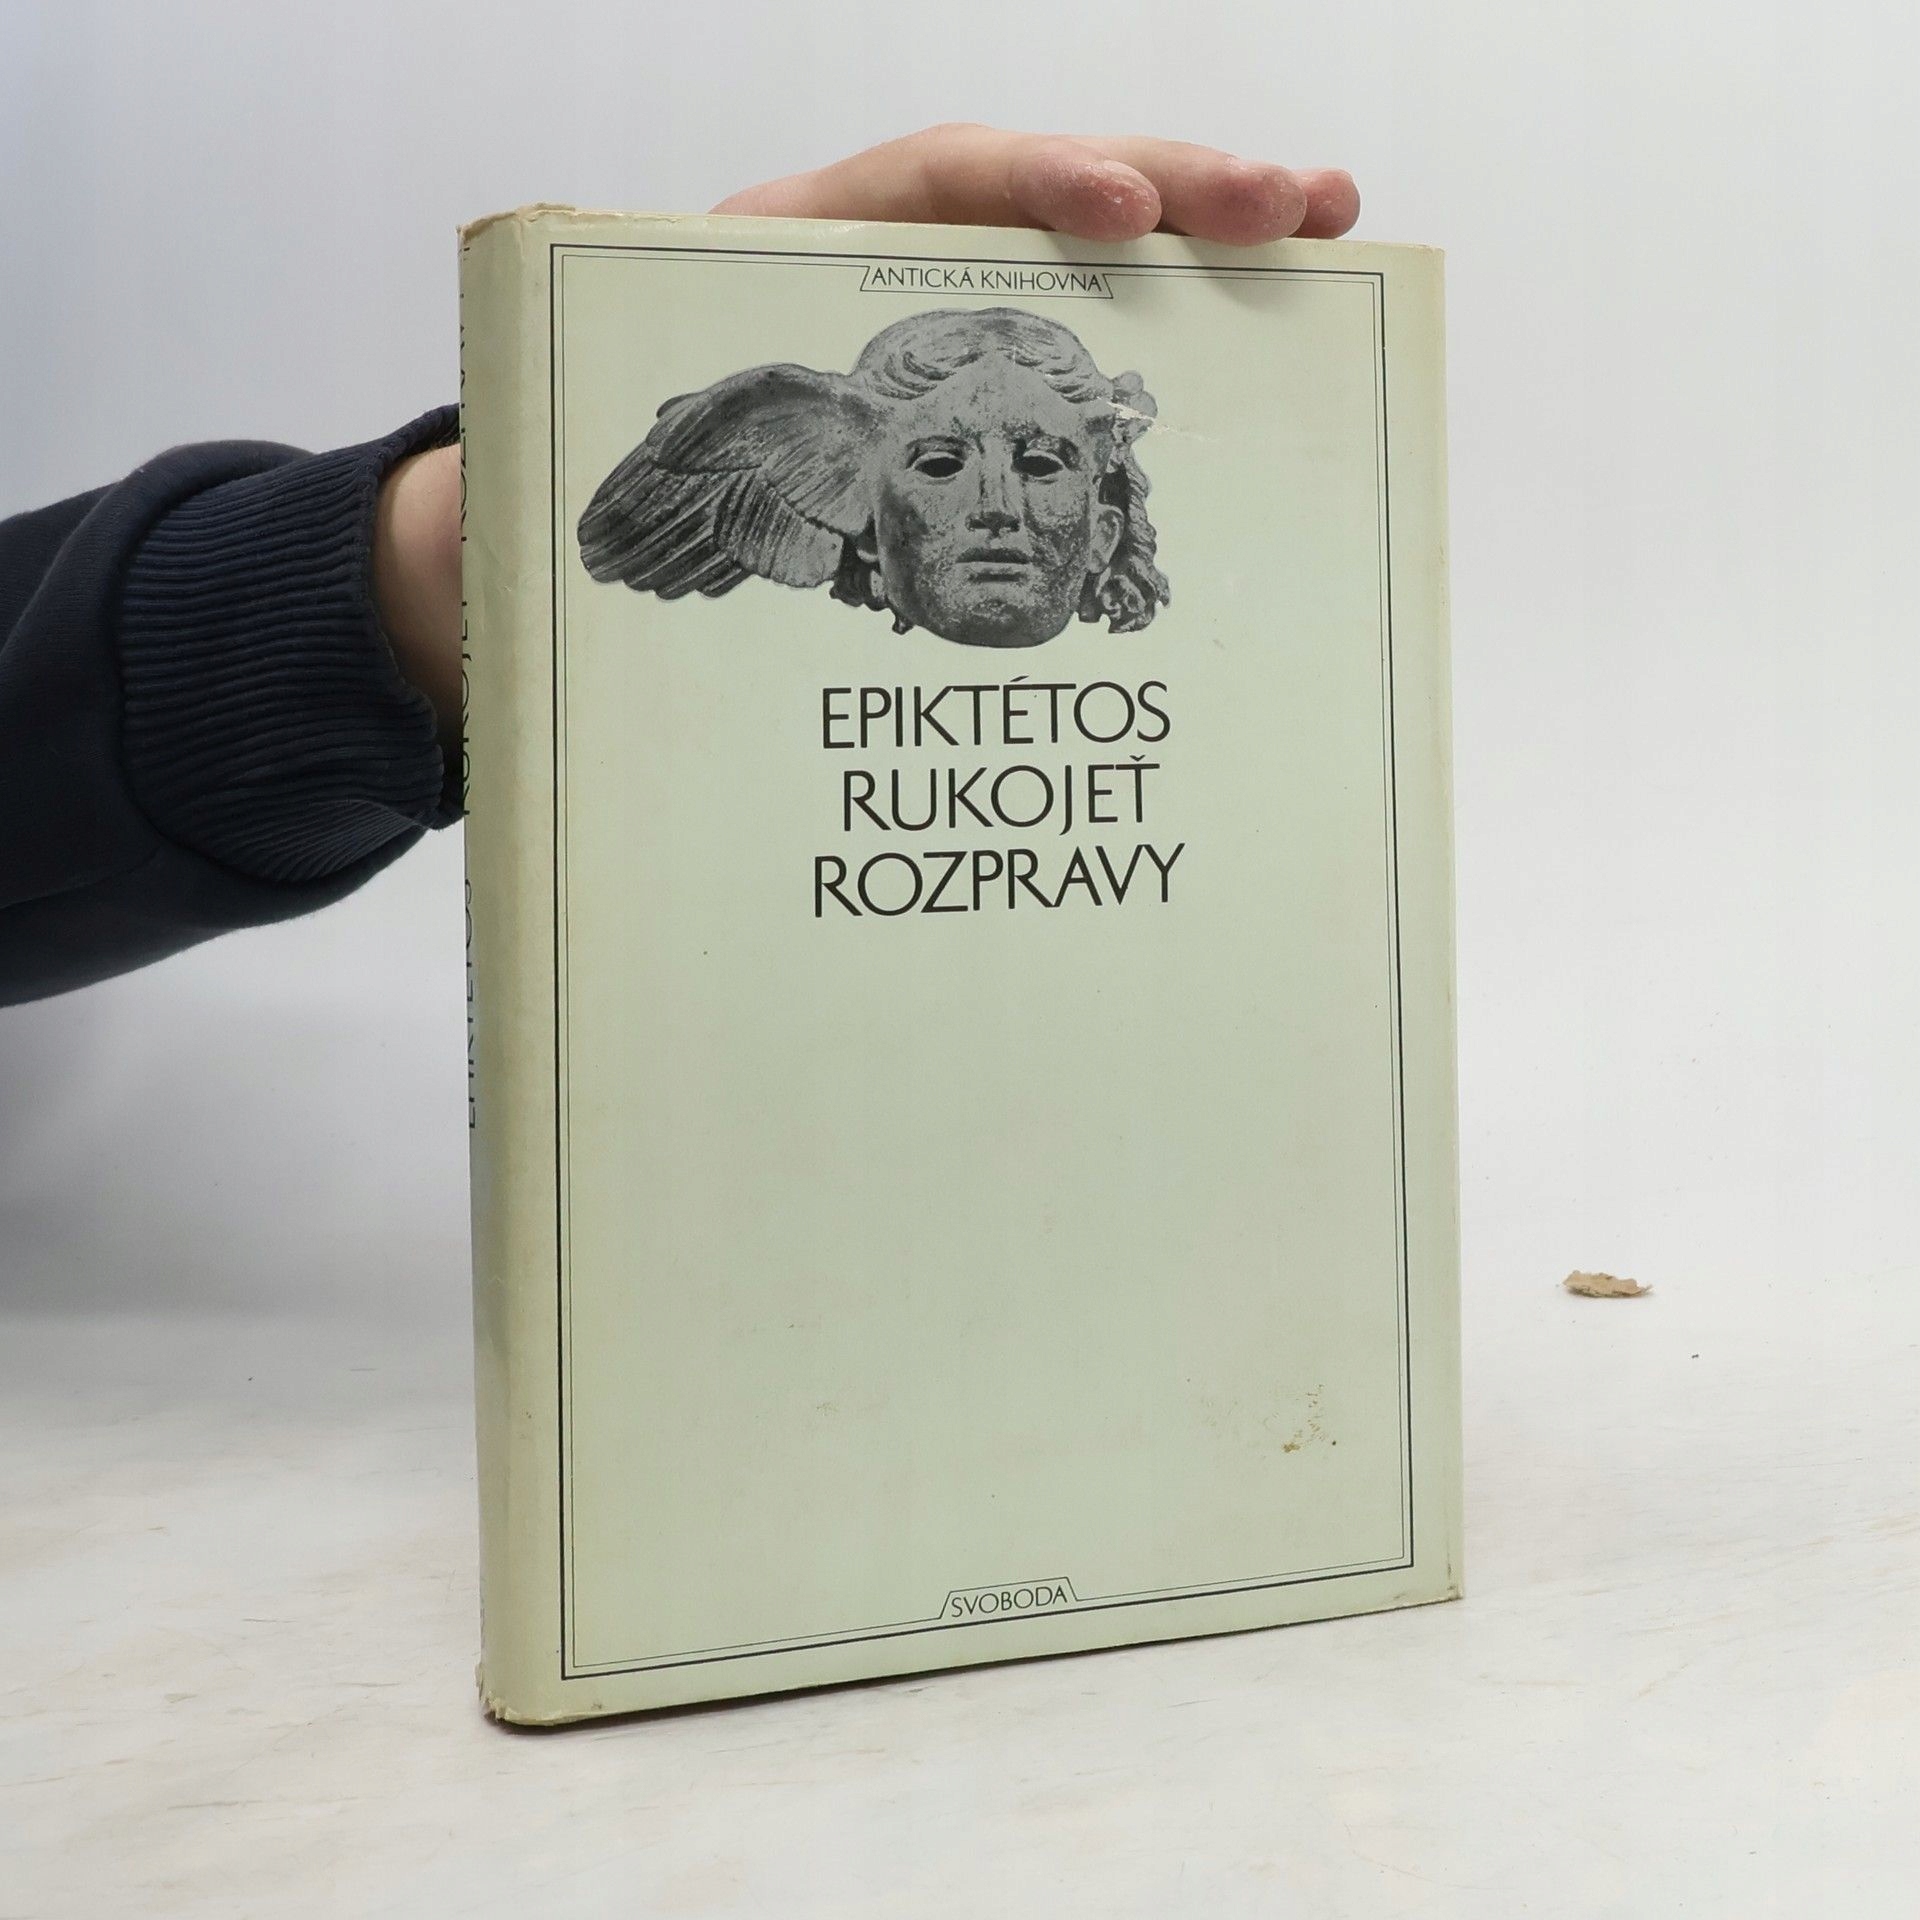 ANTICKÁ KNIHOVNA
EPIKTÉTOS
RUKOJEŤ
ROZPRAVY
SVOBODA